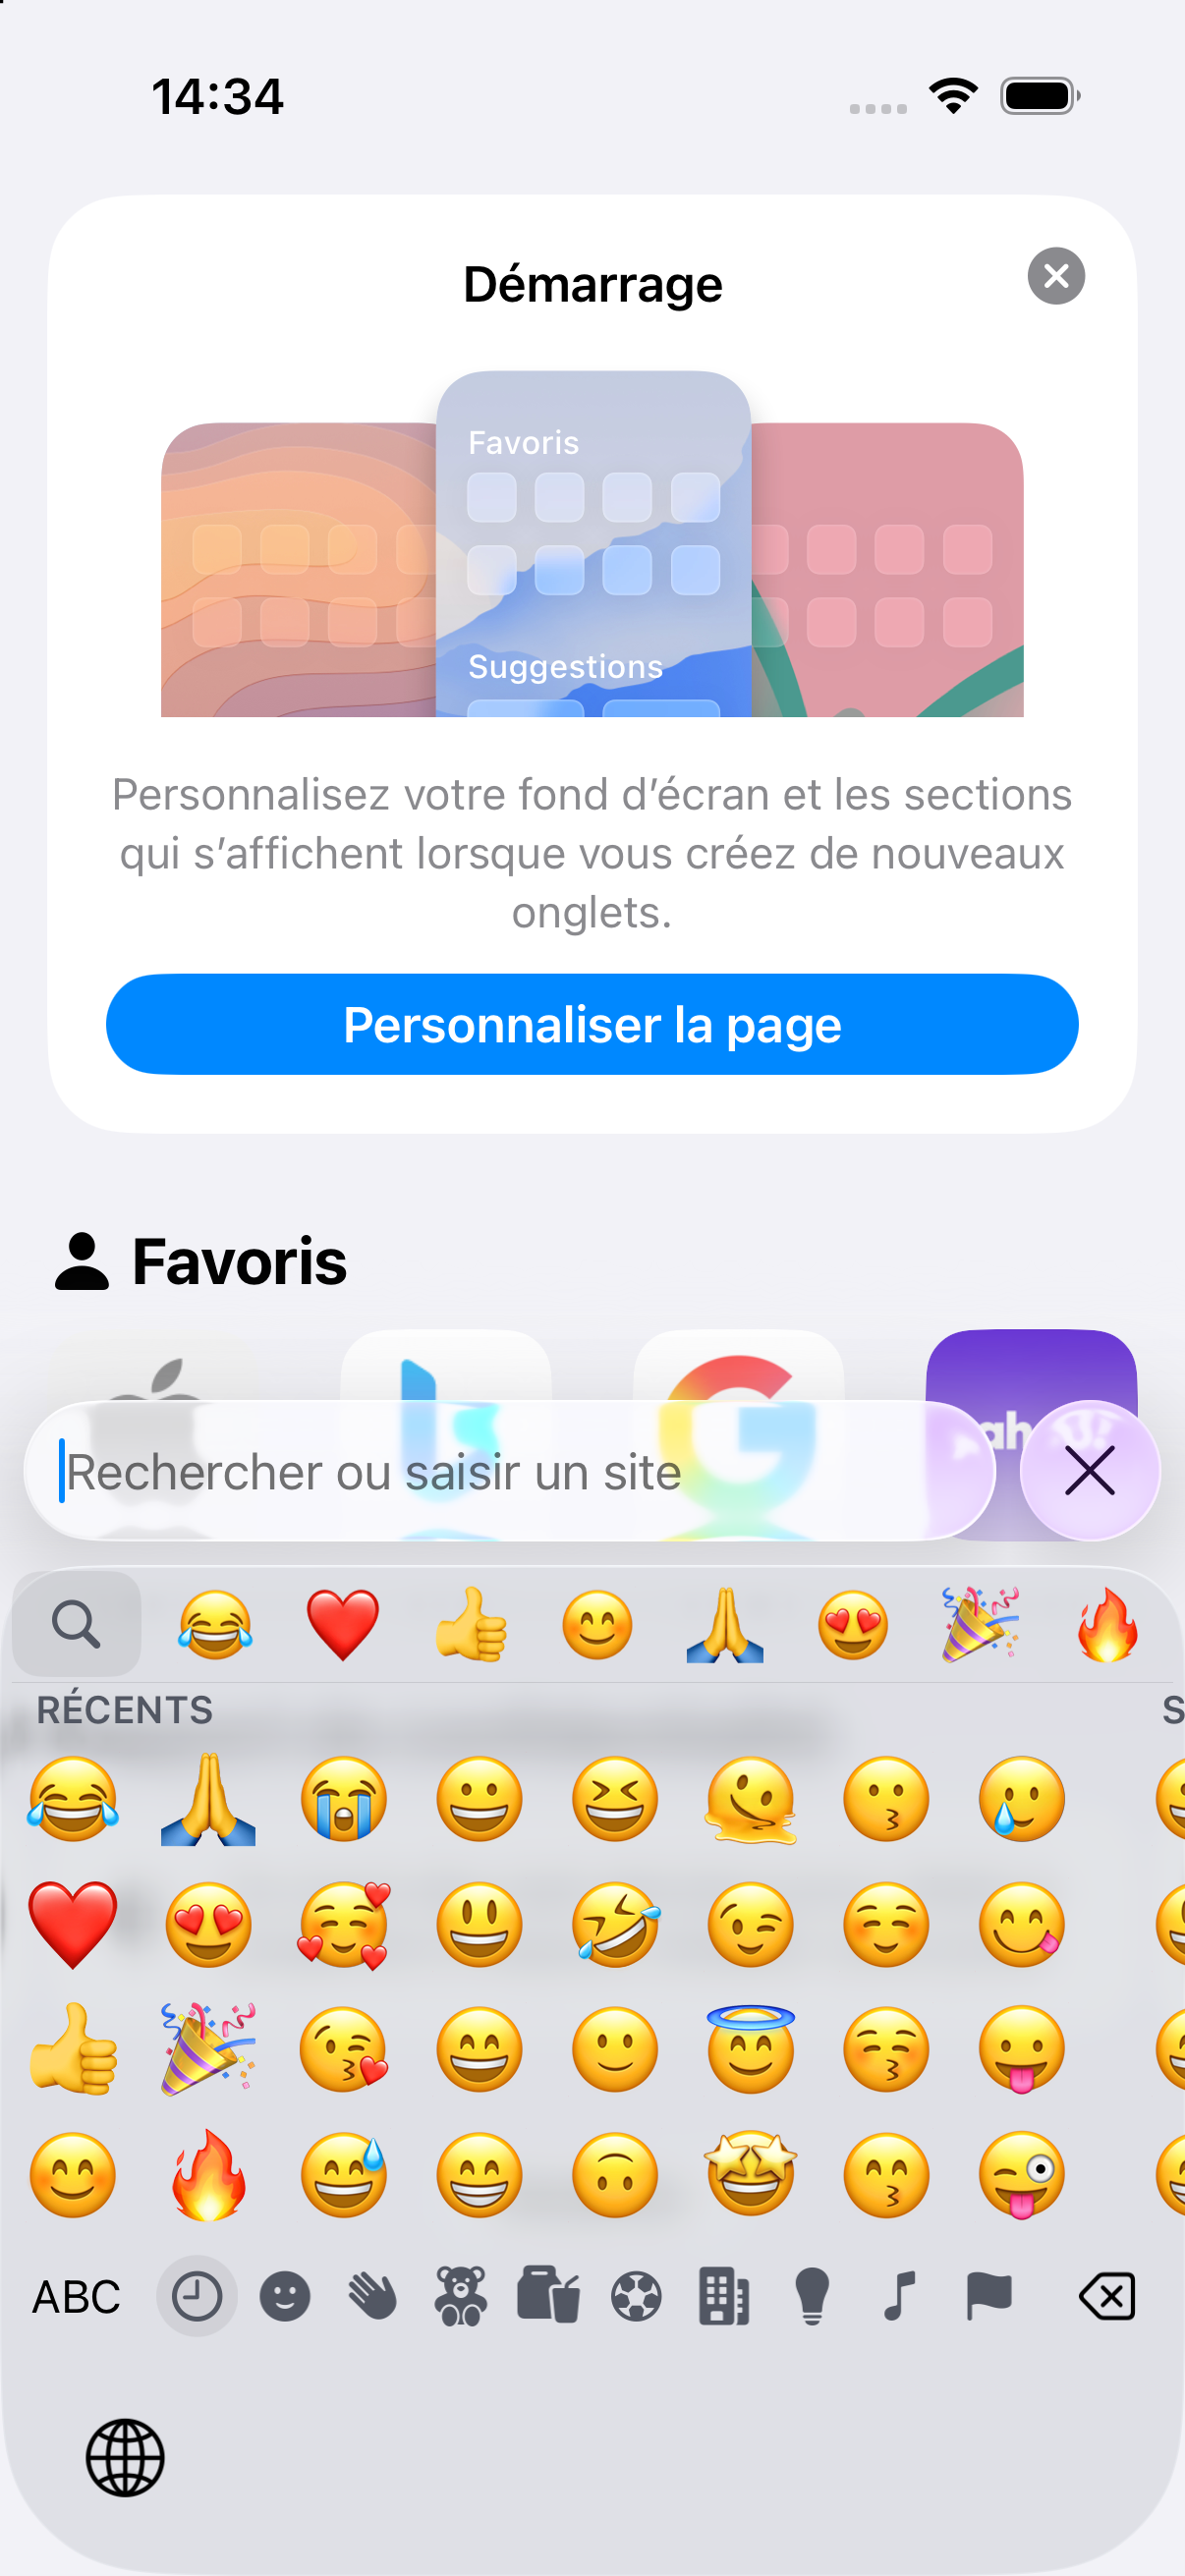 14:34
Démarrage
Favoris
Suggestions
Personnalisez votre fond d’écran et les sections
qui s’affichent lorsque vous créez de nouveaux
onglets.
Personnaliser la page
Favoris
Rechercher ou saisir un site
RÉCENTS
ABC